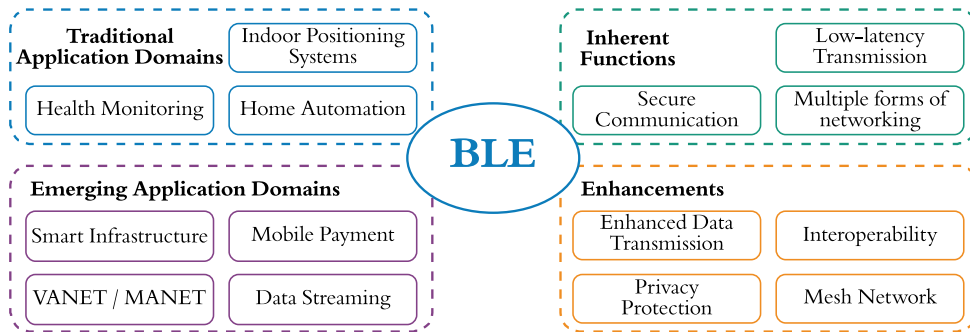 Traditional
Application Domains
Indoor Positioning
Systems
Health Monitoring
Home Automation
Inherent
Functions
Low-latency
Transmission
Secure
Communication
Multiple forms of
networking
BLE
Emerging Application Domains
Smart Infrastructure
Mobile Payment
VANET / MANET
Data Streaming
Enhancements
Enhanced Data
Transmission
Interoperability
Privacy
Protection
Mesh Network